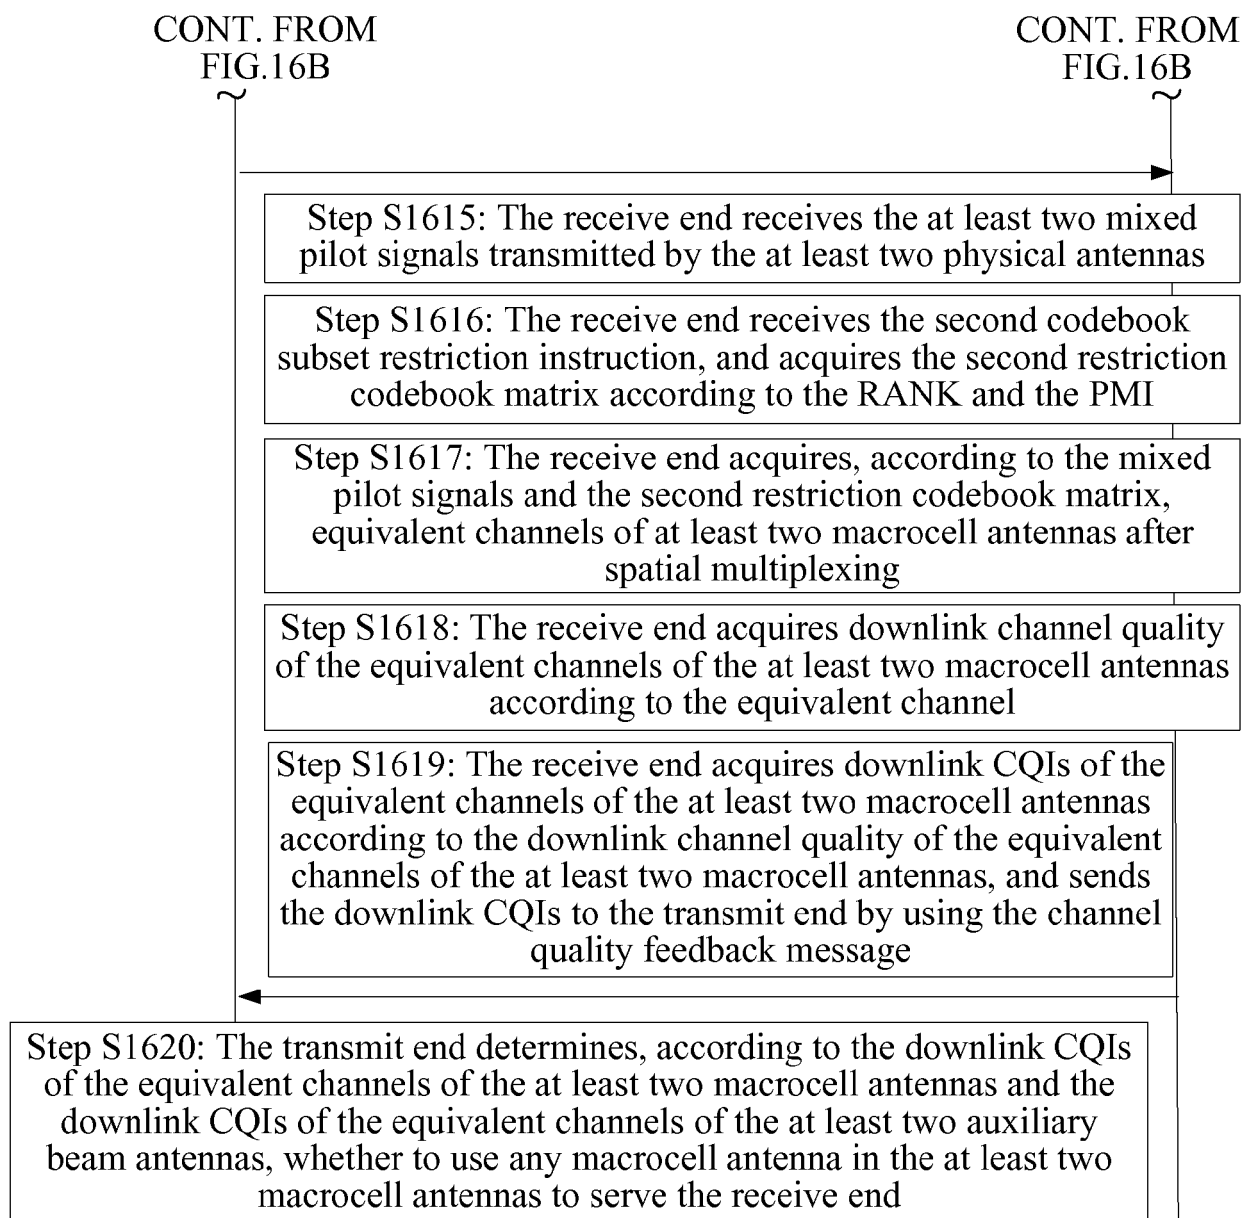 CONT. FROM
FIG.16B
CONT. FROM
FIG.16B
Step S1615: The receive end receives the at least two mixed
pilot signals transmitted by the at least two physical antennas
Step S1616: The receive end receives the second codebook
subset restriction instruction, and acquires the second restriction
codebook matrix according to the RANK and the PMI
Step S1617: The receive end acquires, according to the mixed
pilot signals and the second restriction codebook matrix,
equivalent channels of at least two macrocell antennas after
spatial multiplexing
Step S1618: The receive end acquires downlink channel quality
of the equivalent channels of the at least two macrocell antennas
according to the equivalent channel
Step S1619: The receive end acquires downlink CQIs of the
equivalent channels of the at least two macrocell antennas
according to the downlink channel quality of the equivalent
channels of the at least two macrocell antennas, and sends
the downlink CQIs to the transmit end by using the channel
quality feedback message
Step S1620: The transmit end determines, according to the downlink CQIs
of the equivalent channels of the at least two macrocell antennas and the
downlink CQIs of the equivalent channels of the at least two auxiliary
beam antennas, whether to use any macrocell antenna in the at least two
macrocell antennas to serve the receive end